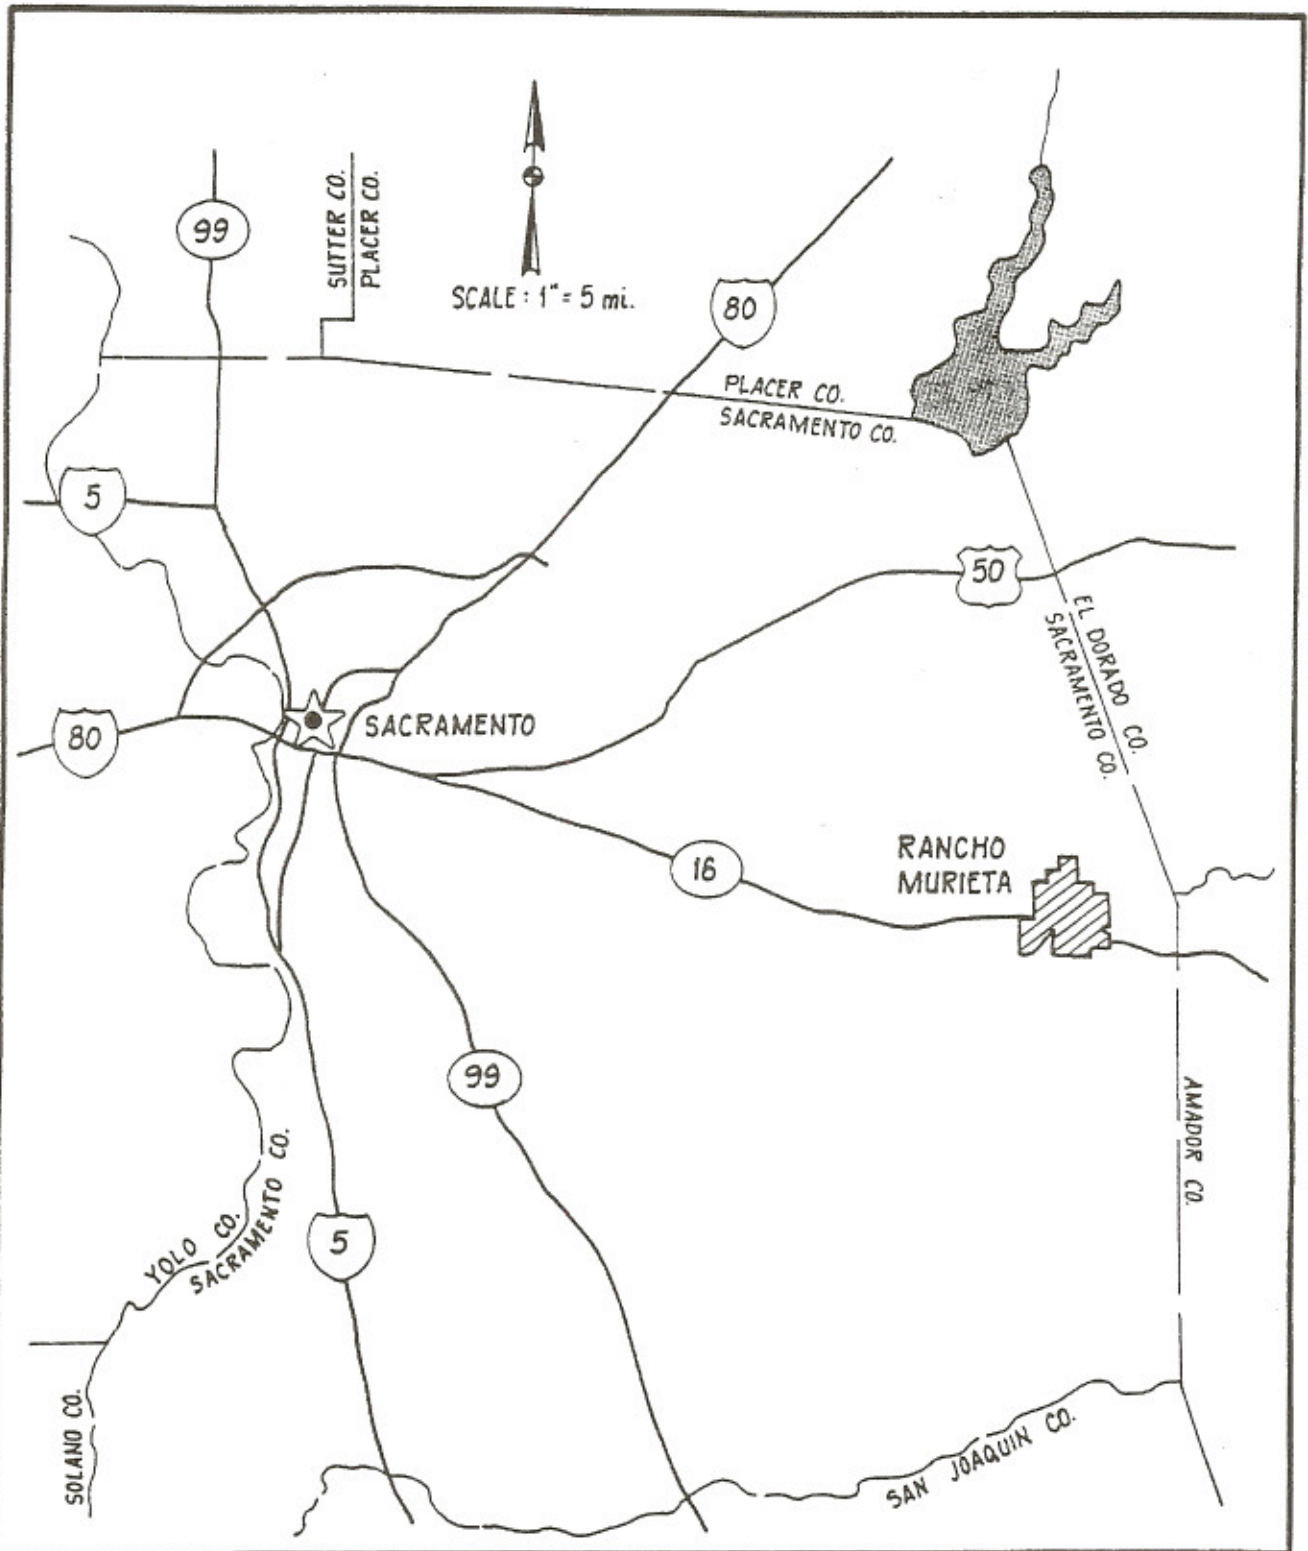 99
SUTTER CO.
PLACER CO.
SCALE : 1" = 5 mi.
80
PLACER CO.
SACRAMENTO CO.
5
50
EL DORADO CO.
SACRAMENTO CO.
80
SACRAMENTO
16
RANCHO
MURIETA
99
AMADOR CO.
YOLO CO.
SACRAMENTO CO.
5
SOLANO CO.
SAN JOAQUIN CO.